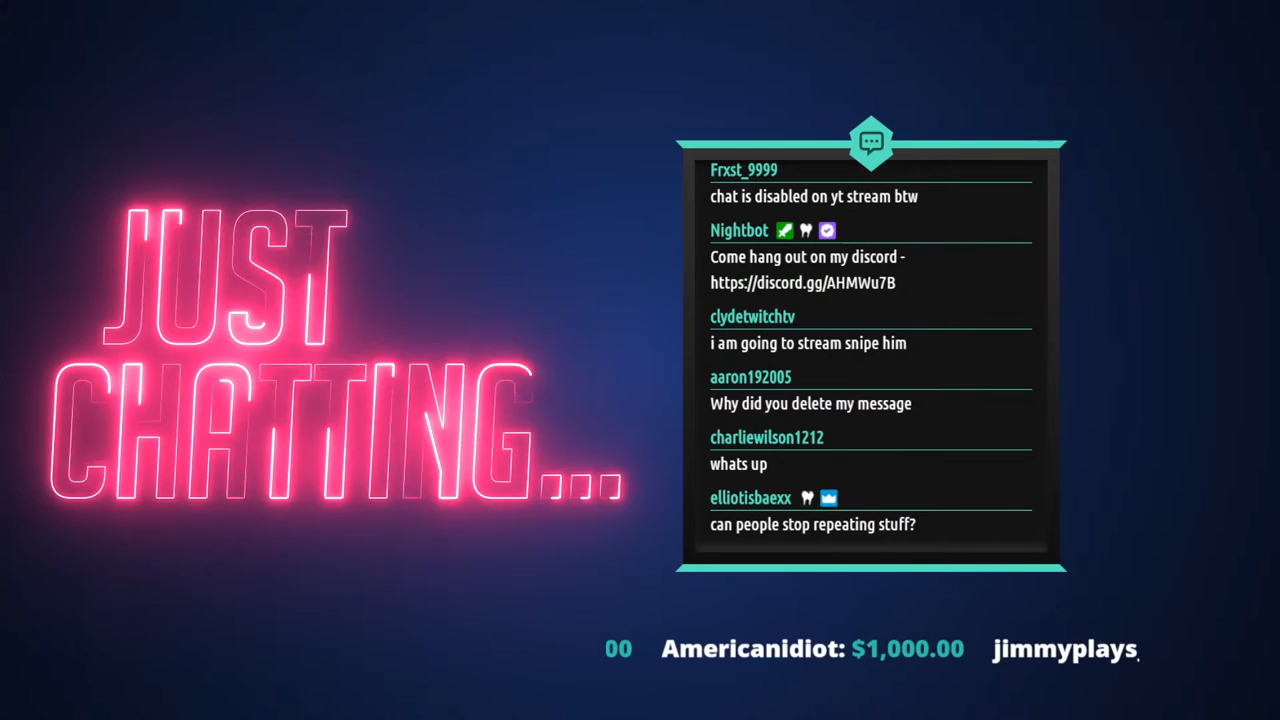 JUST
CHATTING...
Frxst_9999
chat is disabled on yt stream btw
Nightbot
Come hang out on my discord -
https://discord.gg/AHMWu7B
clydetwitchtv
i am going to stream snipe him
aaron192005
Why did you delete my message
charliewilson1212
whats up
elliotisbaexx
can people stop repeating stuff?
00 Americanidiot: $1,000.00 jimmyplays_